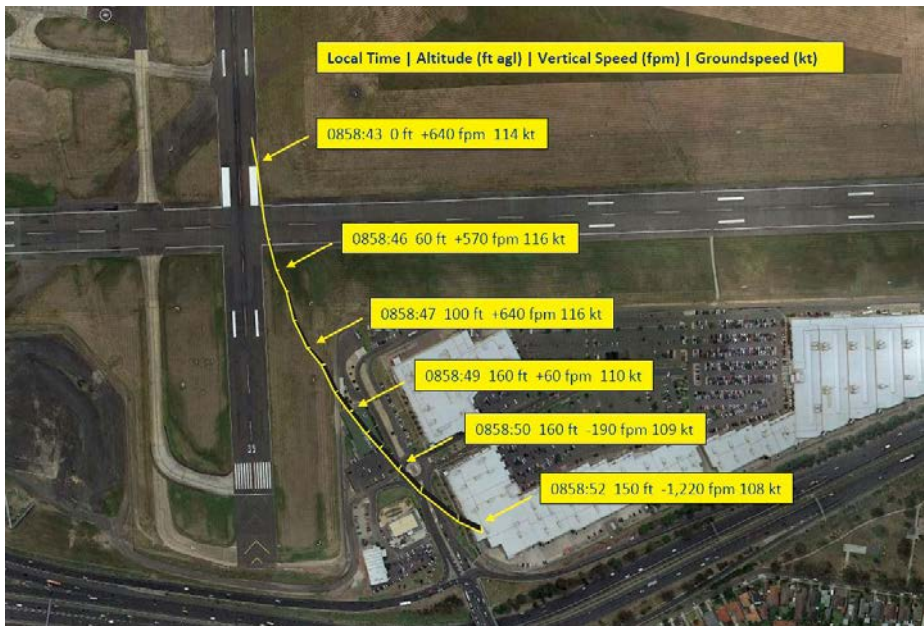 Local Time | Altitude (ft agl) | Vertical Speed (fpm) | Groundspeed (kt)
0858:43 0 ft +640 fpm 114 kt
0858:46 60 ft +570 fpm 116 kt
0858:47 100 ft +640 fpm 116 kt
0858:49 160 ft +60 fpm 110 kt
0858:50 160 ft -190 fpm 109 kt
35
0858:52 150 ft -1,220 fpm 108 kt